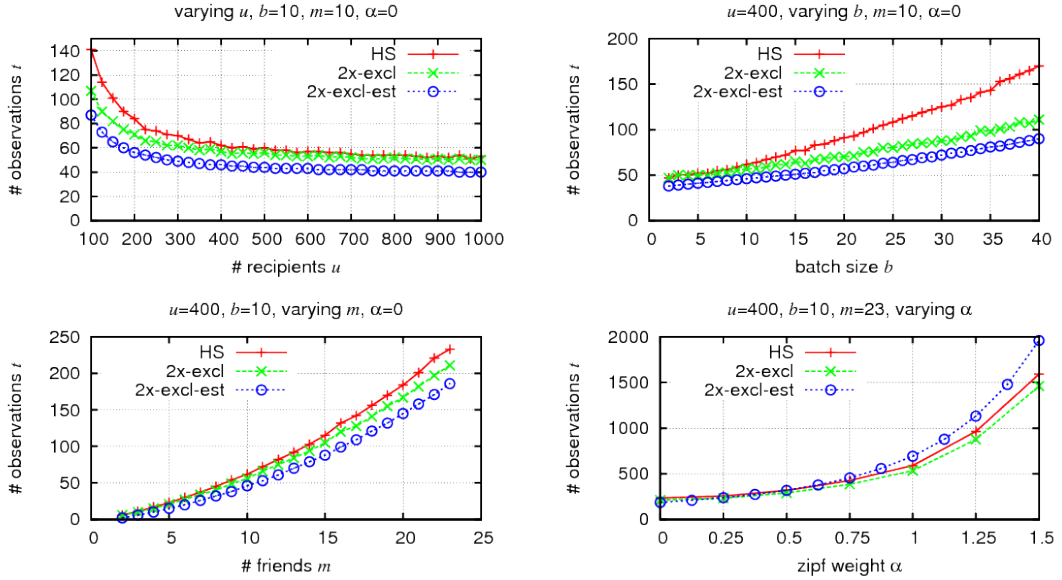 varying u, b=10, m=10, α=0
# observations t
140
120
100
80
60
40
20
0
HS
2x-excl
2x-excl-est
100 200 300 400 500 600 700 800 900 1000
# recipients u
u=400, varying b, m=10, α=0
# observations t
200
150
100
50
0
HS
2x-excl
2x-excl-est
0 5 10 15 20 25 30 35 40
batch size b
u=400, b=10, varying m, α=0
# observations t
250
200
150
100
50
0
HS
2x-excl
2x-excl-est
0 5 10 15 20 25
# friends m
u=400, b=10, m=23, varying α
# observations t
2000
1500
1000
500
0
HS
2x-excl
2x-excl-est
0 0.25 0.5 0.75 1 1.25 1.5
zipf weight α